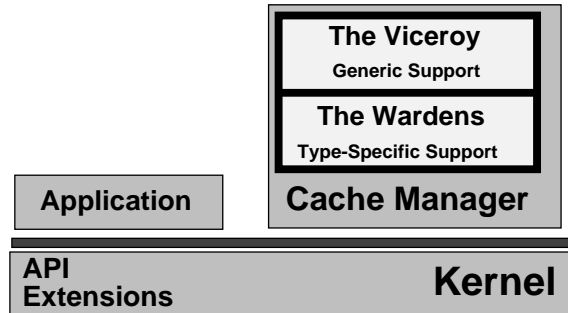 The Viceroy
Generic Support
The Wardens
Type-Specific Support
Application
Cache Manager
API
Extensions
Kernel